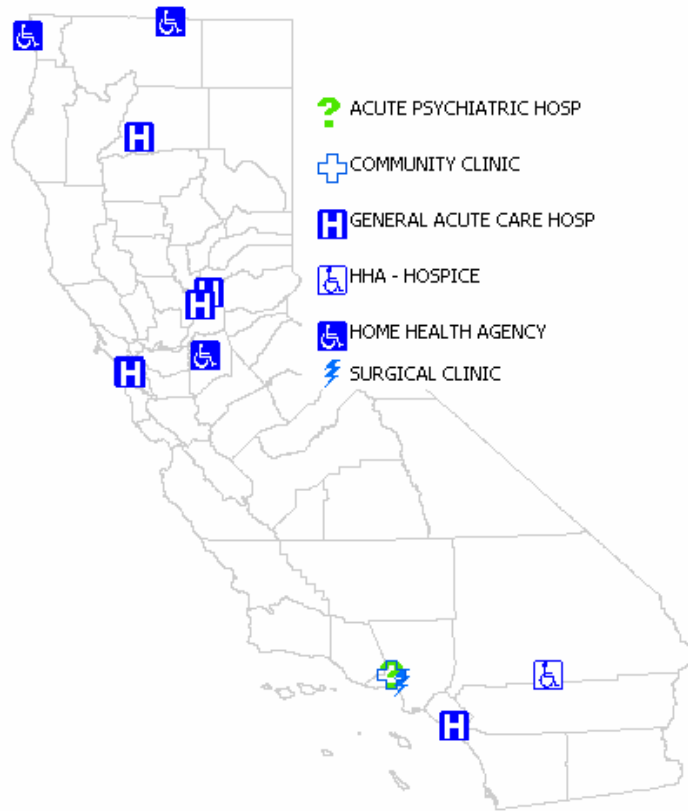 ACUTE PSYCHIATRIC HOSP
COMMUNITY CLINIC
H GENERAL ACUTE CARE HOSP
HHA - HOSPICE
HOME HEALTH AGENCY
SURGICAL CLINIC
H
H
H
H
H